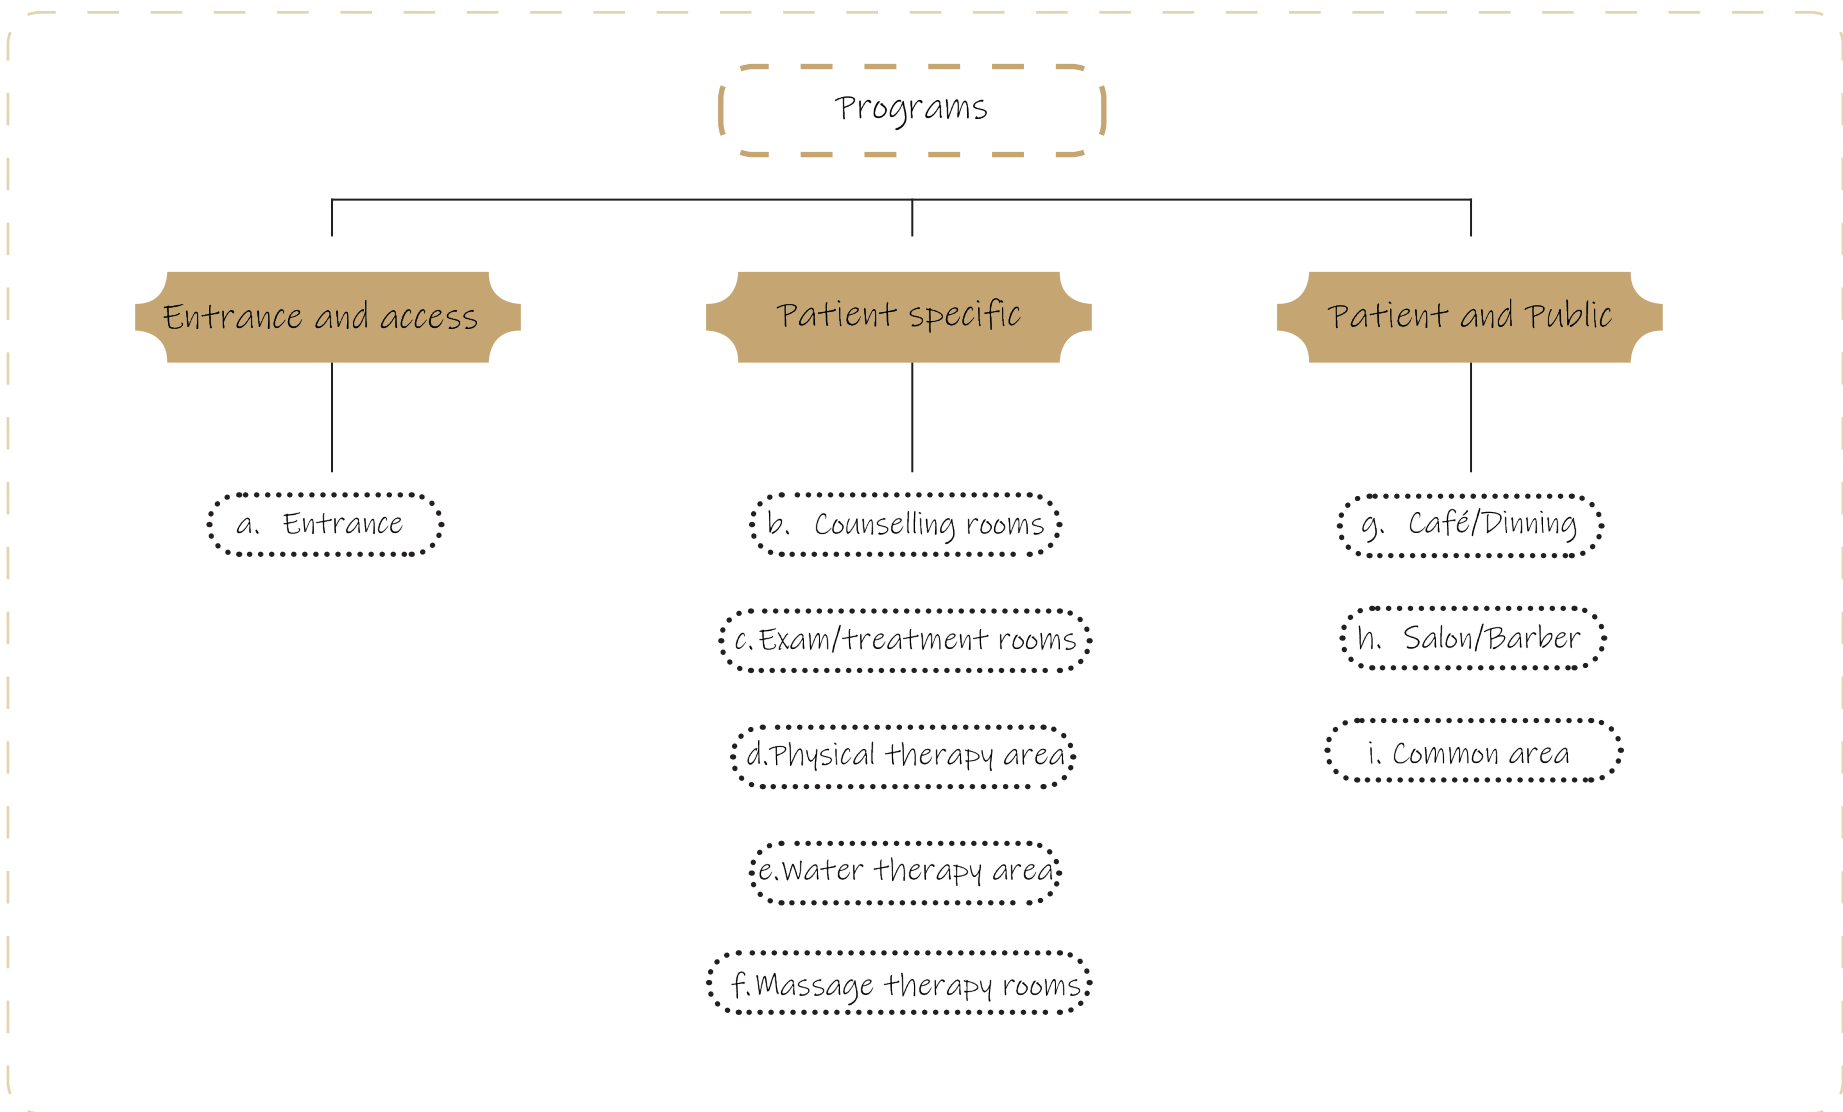 Programs
Entrance and access
Patient specific
Patient and Public
a. Entrance
b. Counselling rooms
c. Exam/treatment rooms
d. Physical therapy area
e. Water therapy area
f. Massage therapy rooms
g. Café/Dinning
h. Salon/Barber
i. Common area